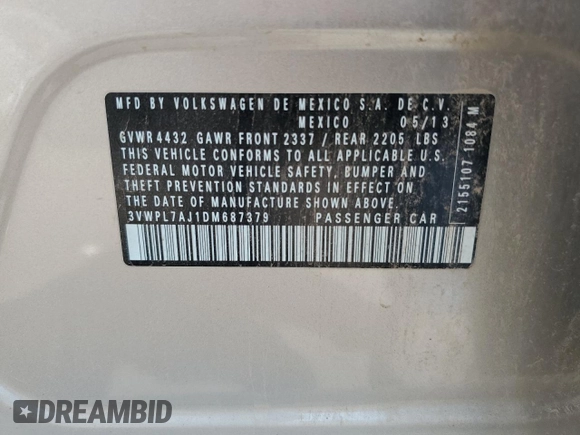 MFD BY VOLKSWAGEN DE MEXICO S.A. DE C.V.
MEXICO 05/13
GVWR 4432 GAWR FRONT 2337 / REAR 2205 LBS
THIS VEHICLE CONFORMS TO ALL APPLICABLE U.S.
FEDERAL MOTOR VEHICLE SAFETY, BUMPER AND
THEFT PREVENTION STANDARDS IN EFFECT ON
THE DATE OF MANUFACTURE SHOWN ABOVE.
3VWPL7AJ1DM687379 PASSENGER CAR
2155107 1084 M
DREAMBID